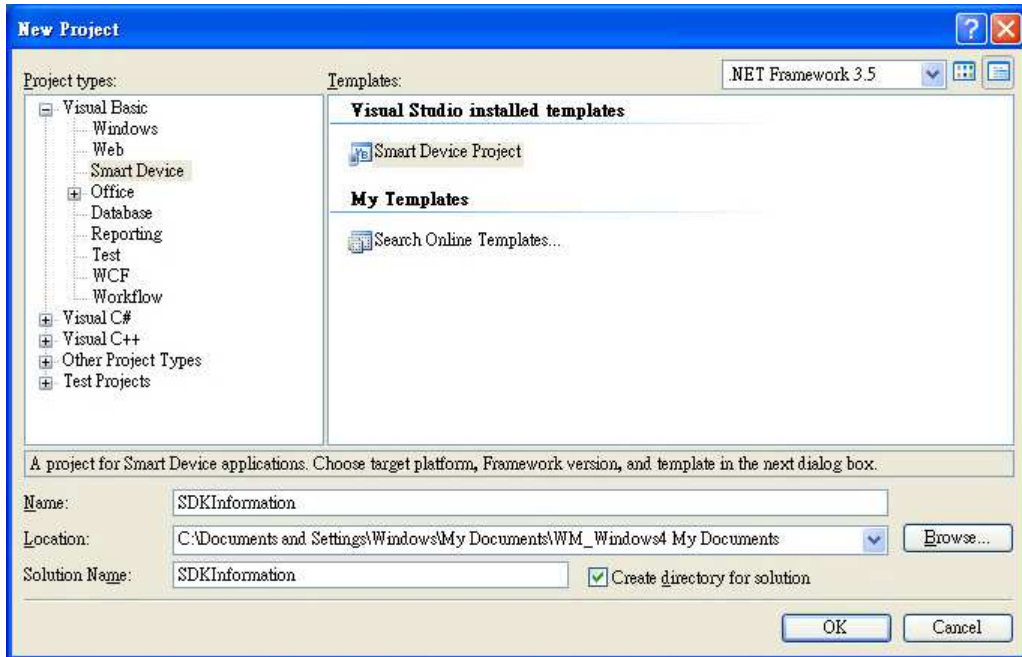 New Project
Project types:
Templates:
.NET Framework 3.5
Visual Basic
Windows
Web
Smart Device
Office
Database
Reporting
Test
WCF
Workflow
Visual C#
Visual C++
Other Project Types
Test Projects
Visual Studio installed templates
Smart Device Project
My Templates
Search Online Templates...
A project for Smart Device applications. Choose target platform, Framework version, and template in the next dialog box.
Name:
SDKInformation
Location:
C:\Documents and Settings\Windows\My Documents\WM_Windows4 My Documents
Browse...
Solution Name:
SDKInformation
Create directory for solution
OK
Cancel